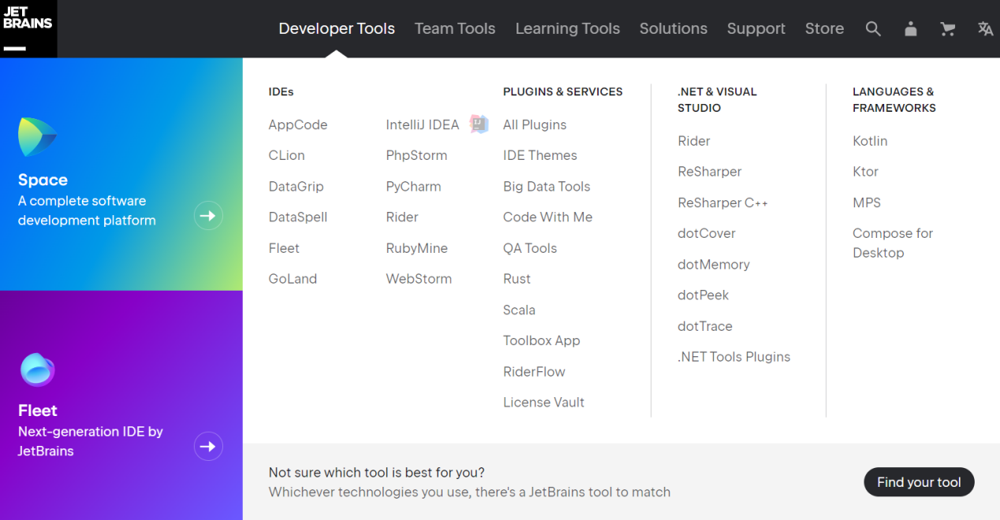 JET
BRAINS
Developer Tools
Team Tools
Learning Tools
Solutions
Support
Store
Space
A complete software
development platform
Fleet
Next-generation IDE by
JetBrains
IDEs
AppCode
CLion
DataGrip
DataSpell
Fleet
GoLand
IntelliJ IDEA
IJ
PhpStorm
PyCharm
Rider
RubyMine
WebStorm
PLUGINS & SERVICES
All Plugins
IDE Themes
Big Data Tools
Code With Me
QA Tools
Rust
Scala
Toolbox App
RiderFlow
License Vault
.NET & VISUAL
STUDIO
Rider
ReSharper
ReSharper C++
dotCover
dotMemory
dotPeek
dotTrace
.NET Tools Plugins
LANGUAGES &
FRAMEWORKS
Kotlin
Ktor
MPS
Compose for
Desktop
Not sure which tool is best for you?
Whichever technologies you use, there's a JetBrains tool to match
Find your tool